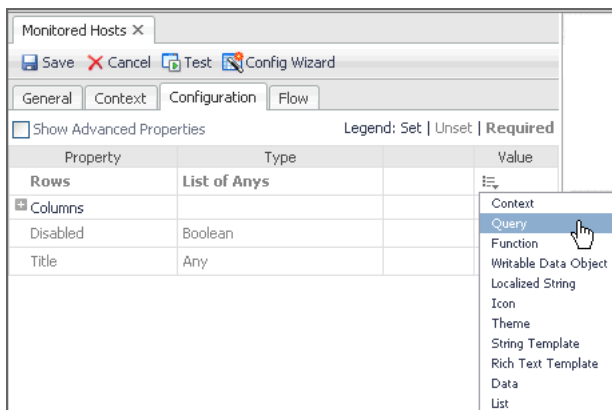 Monitored Hosts
Save Cancel Test Config Wizard
General Context Configuration Flow
Show Advanced Properties Legend: Set | Unset | Required
Property Type Value
Rows List of Anys
Columns
Disabled Boolean
Title Any
Context
Query
Function
Writable Data Object
Localized String
Icon
Theme
String Template
Rich Text Template
Data
List